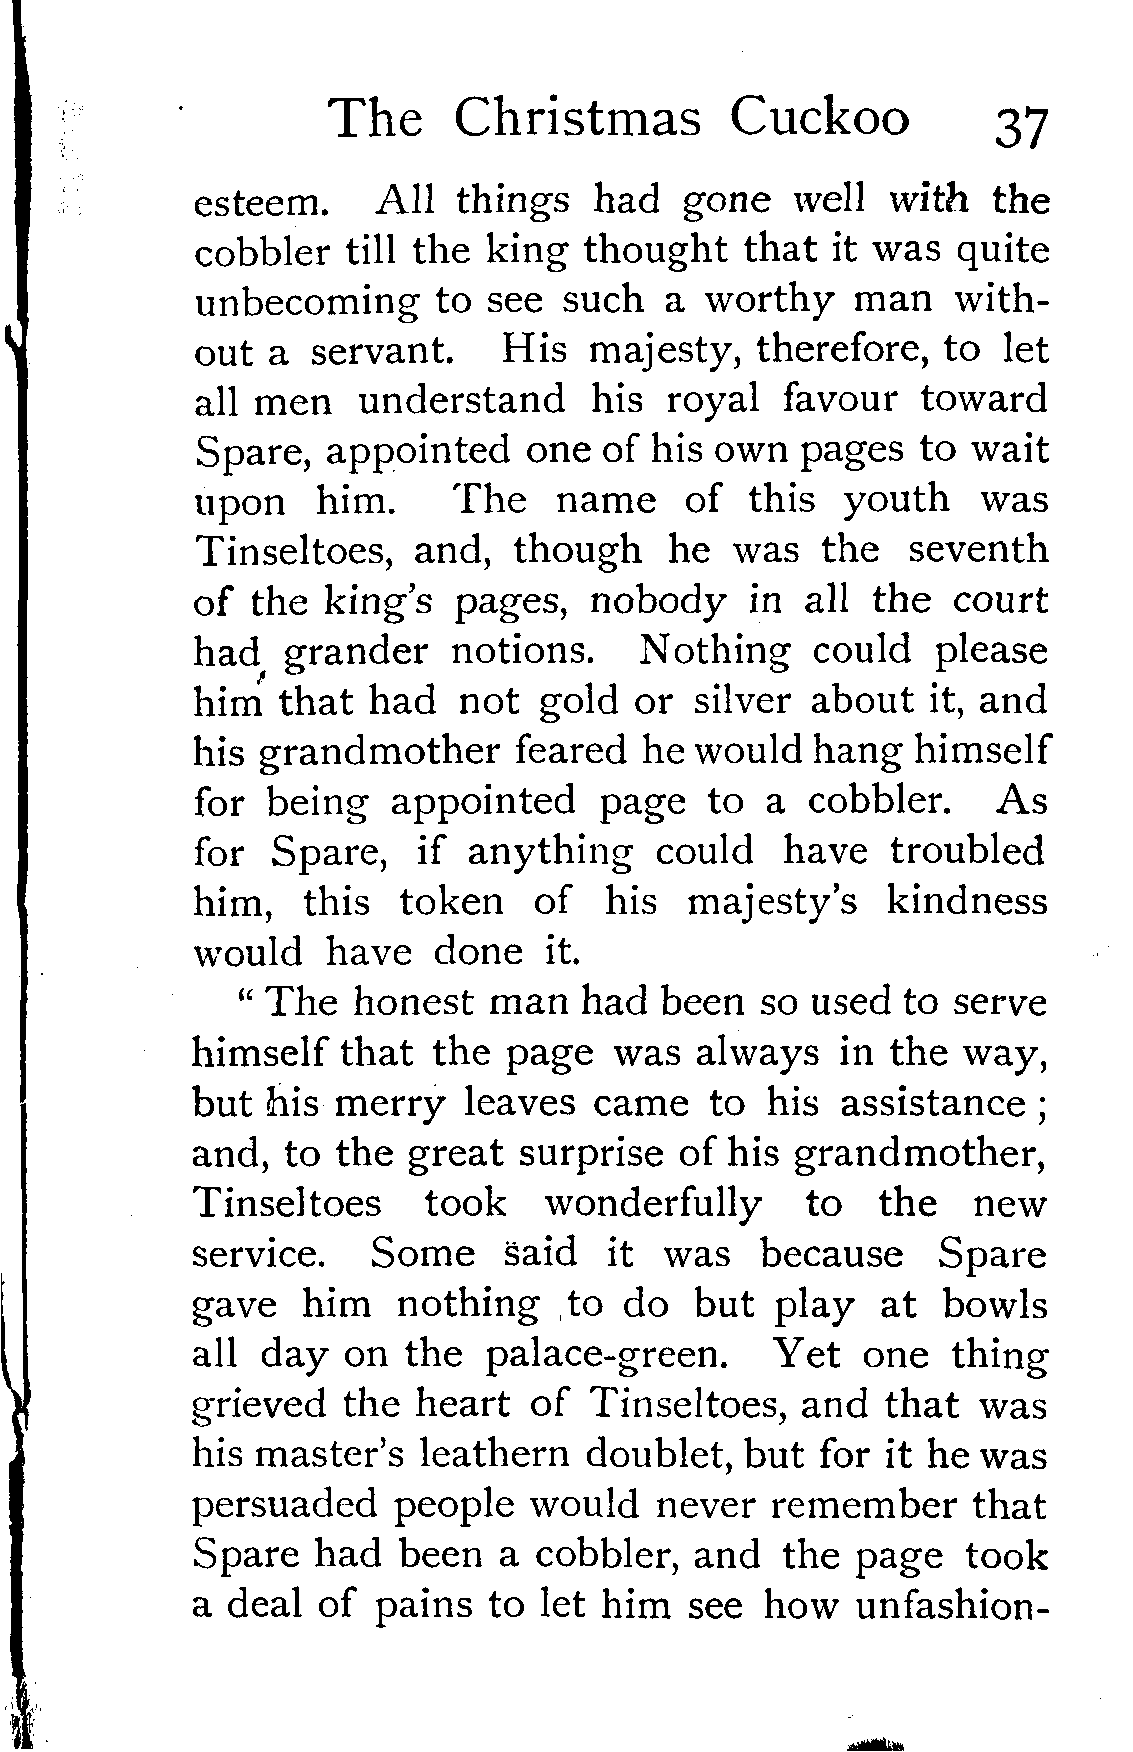 The Christmas Cuckoo 37
esteem. All things had gone well with the
cobbler till the king thought that it was quite
unbecoming to see such a worthy man with-
out a servant. His majesty, therefore, to let
all men understand his royal favour toward
Spare, appointed one of his own pages to wait
upon him. The name of this youth was
Tinseltoes, and, though he was the seventh
of the king's pages, nobody in all the court
had grander notions. Nothing could please
him that had not gold or silver about it, and
his grandmother feared he would hang himself
for being appointed page to a cobbler. As
for Spare, if anything could have troubled
him, this token of his majesty's kindness
would have done it.
“ The honest man had been so used to serve
himself that the page was always in the way,
but his merry leaves came to his assistance ;
and, to the great surprise of his grandmother,
Tinseltoes took wonderfully to the new
service. Some said it was because Spare
gave him nothing to do but play at bowls
all day on the palace-green. Yet one thing
grieved the heart of Tinseltoes, and that was
his master's leathern doublet, but for it he was
persuaded people would never remember that
Spare had been a cobbler, and the page took
a deal of pains to let him see how unfashion-